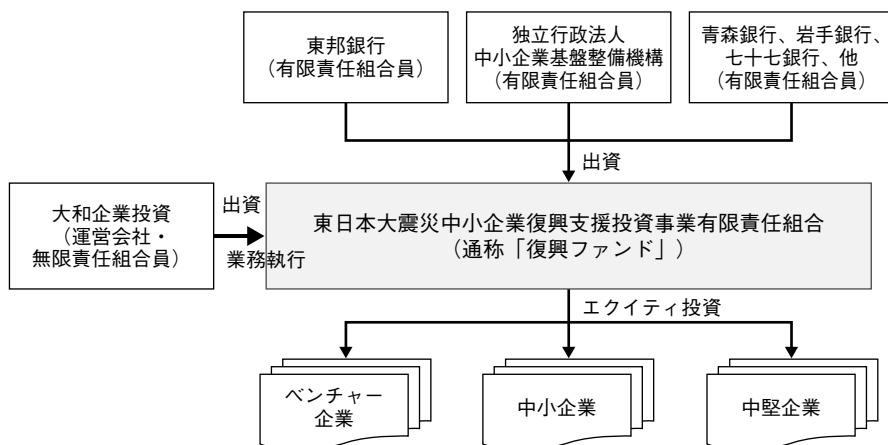 東邦銀行
（有限責任組合員）
独立行政法人
中小企業基盤整備機構
（有限責任組合員）
青森銀行、岩手銀行、
七十七銀行、他
（有限責任組合員）
出資
大和企業投資
（運営会社・
無限責任組合員）
出資
業務執行
東日本大震災中小企業復興支援投資事業有限責任組合
（通称「復興ファンド」）
エクイティ投資
ベンチャー
企業
中小企業
中堅企業